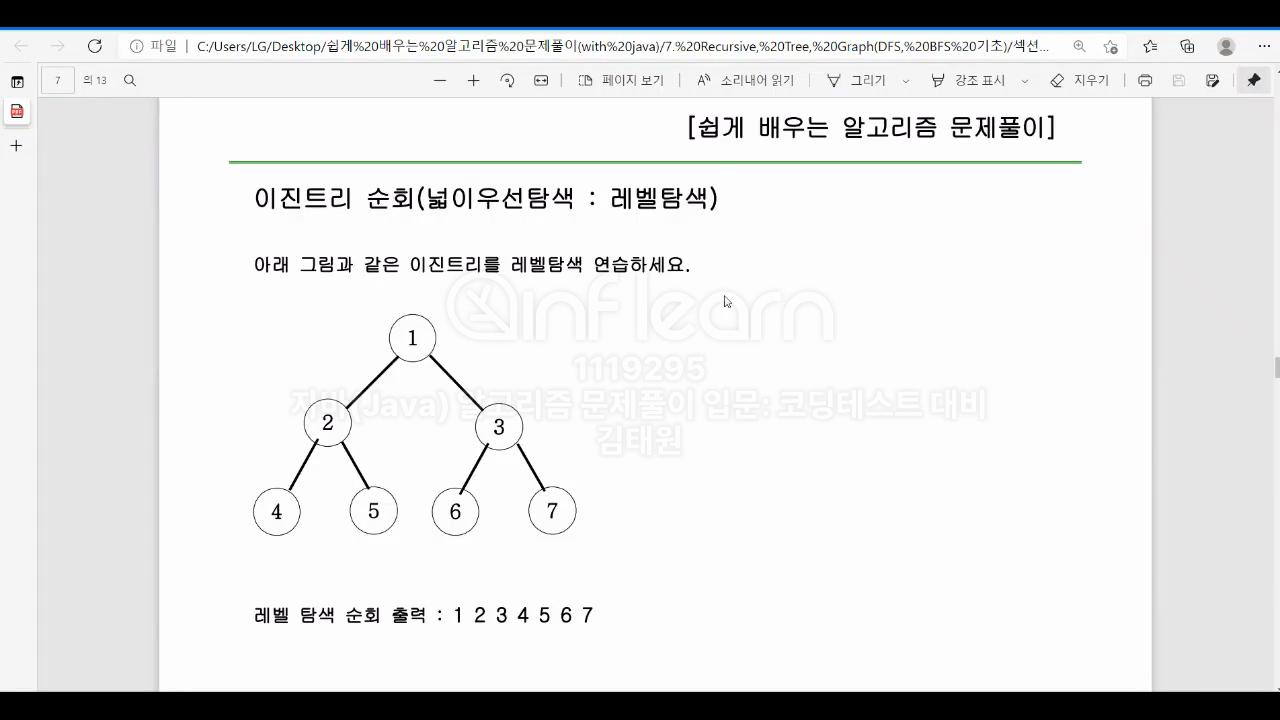 파일 | C:/Users/LG/Desktop/쉽게%20배우는%20알고리즘%20문제풀이(with%20java)/7.%20Recursive,%20Tree,%20Graph(DFS,%20BFS%20기초)/섹션...
7 의 13 페이지 보기 소리내어 읽기 그리기 강조 표시 지우기
[쉽게 배우는 알고리즘 문제풀이]
이진트리 순회(넓이우선탐색 : 레벨탐색)
아래 그림과 같은 이진트리를 레벨탐색 연습하세요.
inflearn
1
1119295
자바(Java) 알고리즘 문제풀이 입문: 코딩테스트 대비
2 3
김태원
4 5 6 7
레벨 탐색 순회 출력 : 1 2 3 4 5 6 7